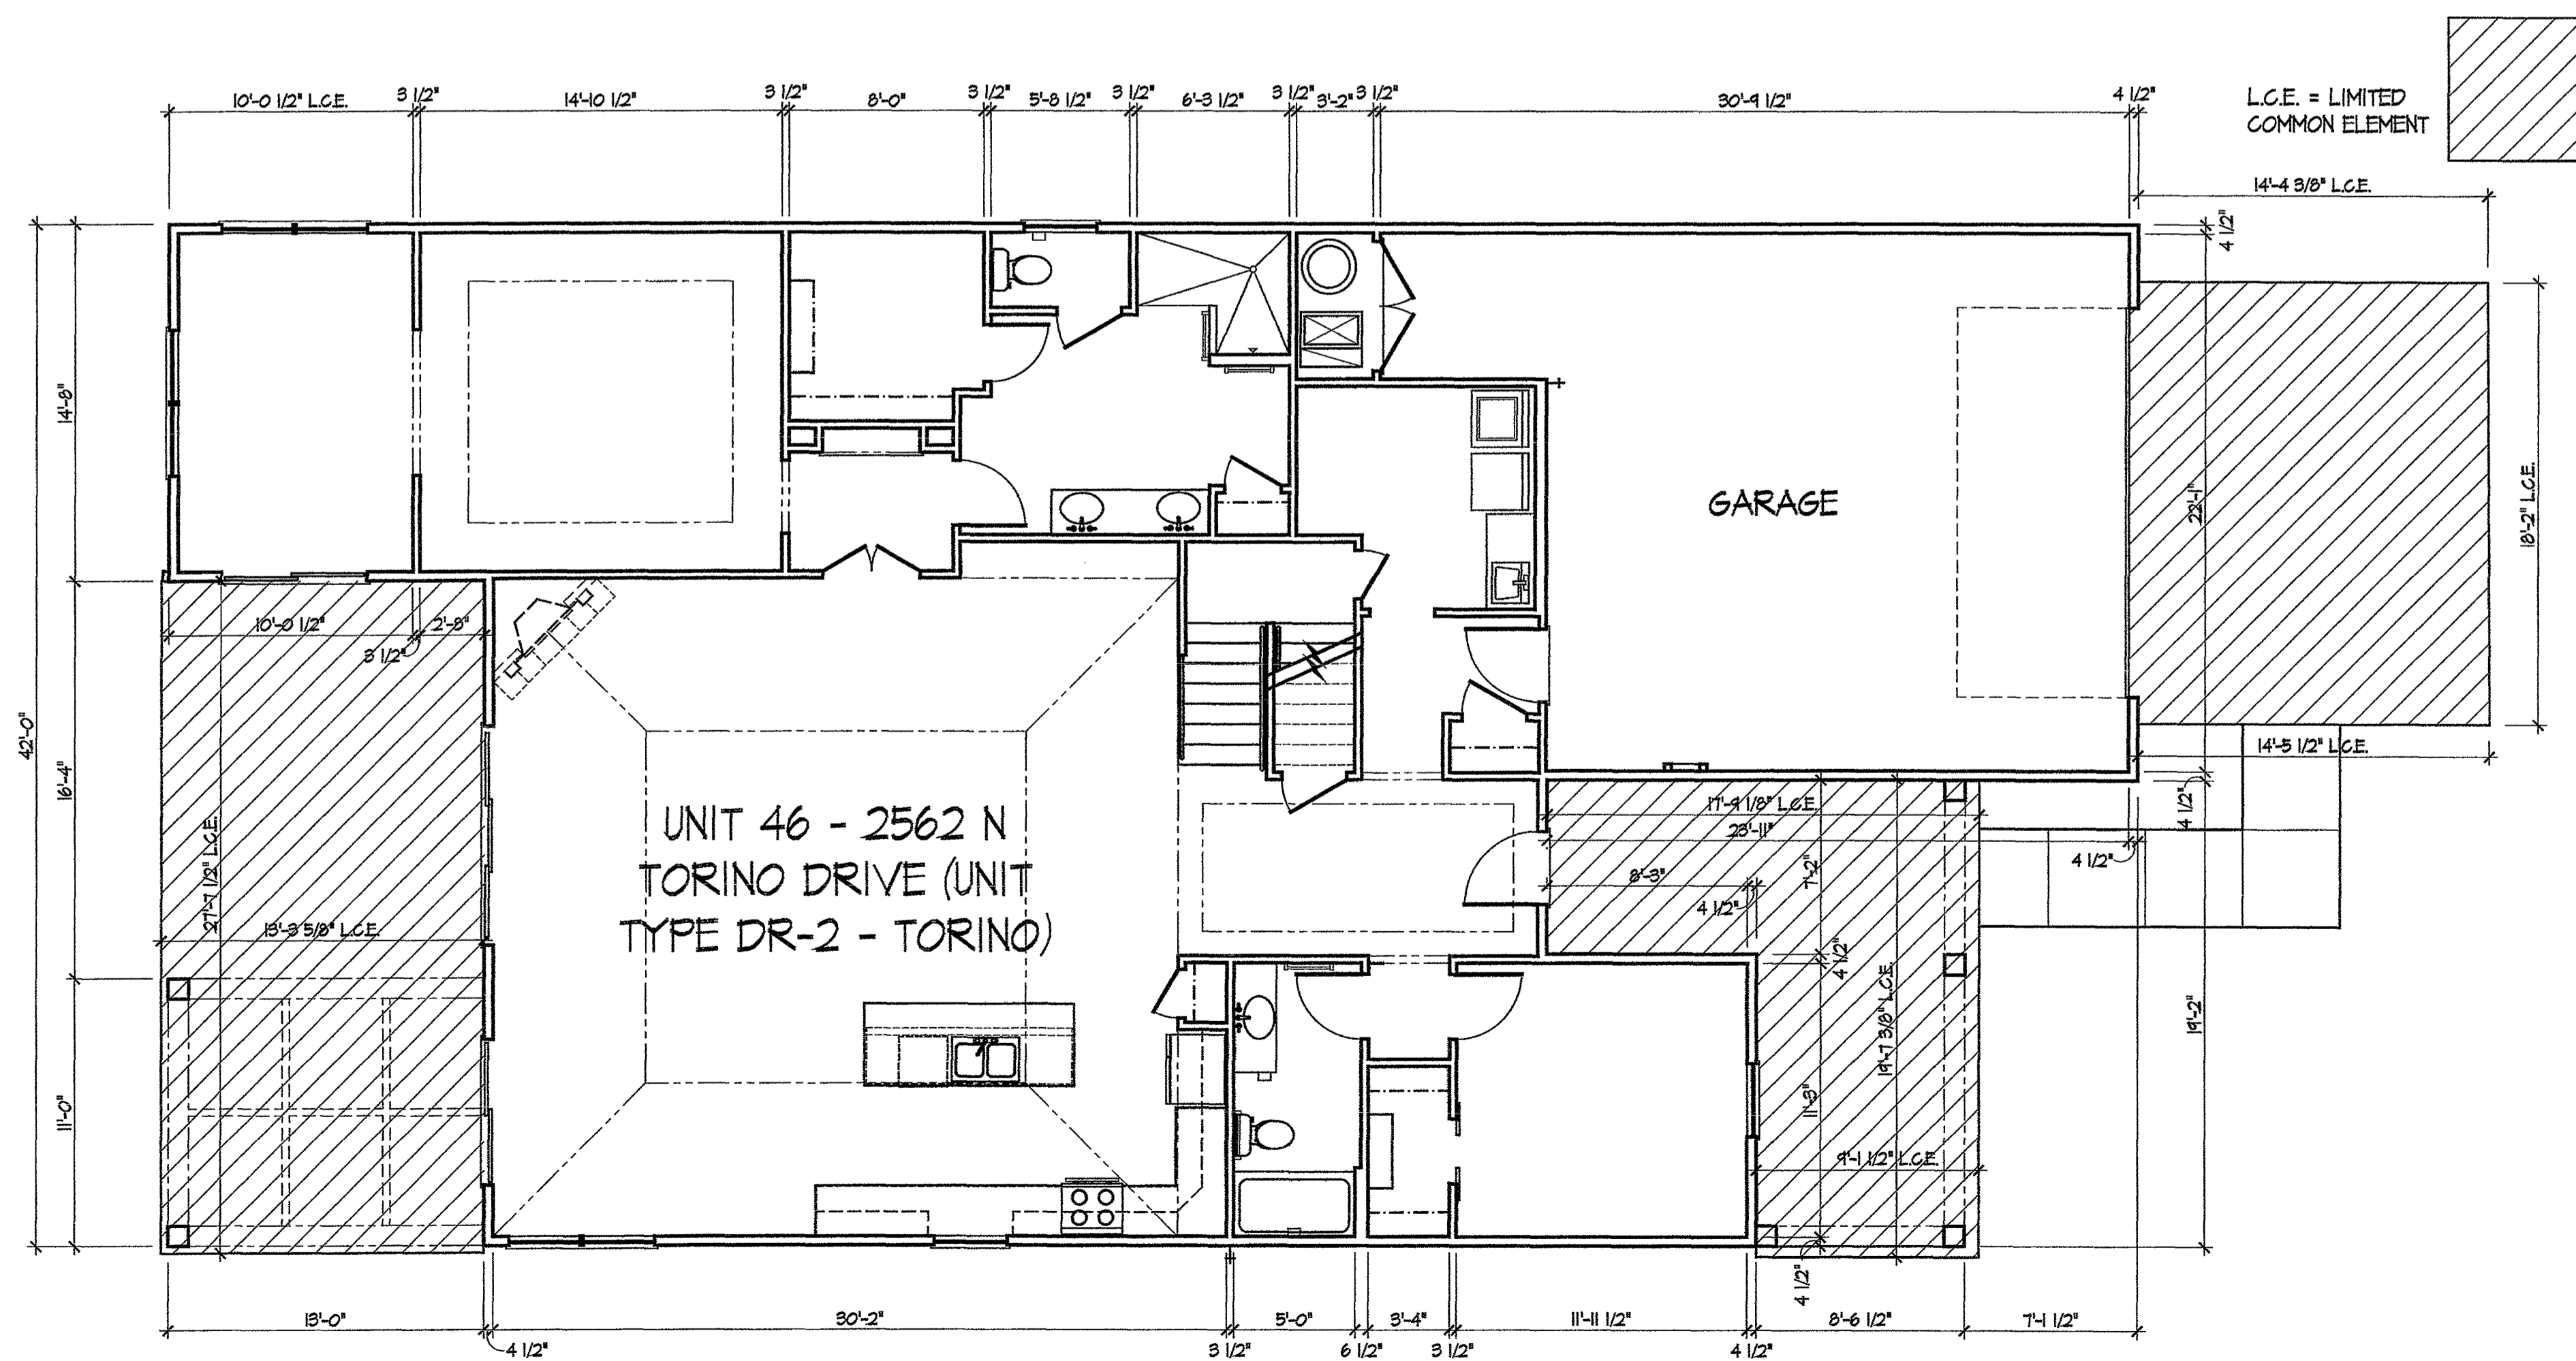 10'-0 1/2" L.C.E.
3 1/2"
14'-10 1/2"
3 1/2"
8'-0"
3 1/2"
5'-8 1/2"
3 1/2"
6'-3 1/2"
3 1/2"
3'-2"
3 1/2"
30'-9 1/2"
4 1/2"
L.C.E. = LIMITED
COMMON ELEMENT
14'-4 3/8" L.C.E.
4 1/2"
14'-8"
GARAGE
22'-1"
18'-2" L.C.E.
10'-0 1/2"
2'-8"
3 1/2"
42'-0"
16'-4"
14'-5 1/2" L.C.E.
17'-9 1/8" L.C.E.
4 1/2"
23'-11"
UNIT 46 - 2562 N
TORINO DRIVE (UNIT
TYPE DR-2 - TORINO)
27'-7 1/2" L.C.E.
13'-3 5/8" L.C.E.
7'-2"
4 1/2"
8'-3"
4 1/2"
4 1/2"
19'-7 3/8" L.C.E.
19'-2"
11'-0"
11'-3"
9'-1 1/2" L.C.E.
4 1/2"
13'-0"
4 1/2"
30'-2"
3 1/2"
5'-0"
6 1/2"
3'-4"
3 1/2"
11'-11 1/2"
4 1/2"
8'-6 1/2"
7'-1 1/2"